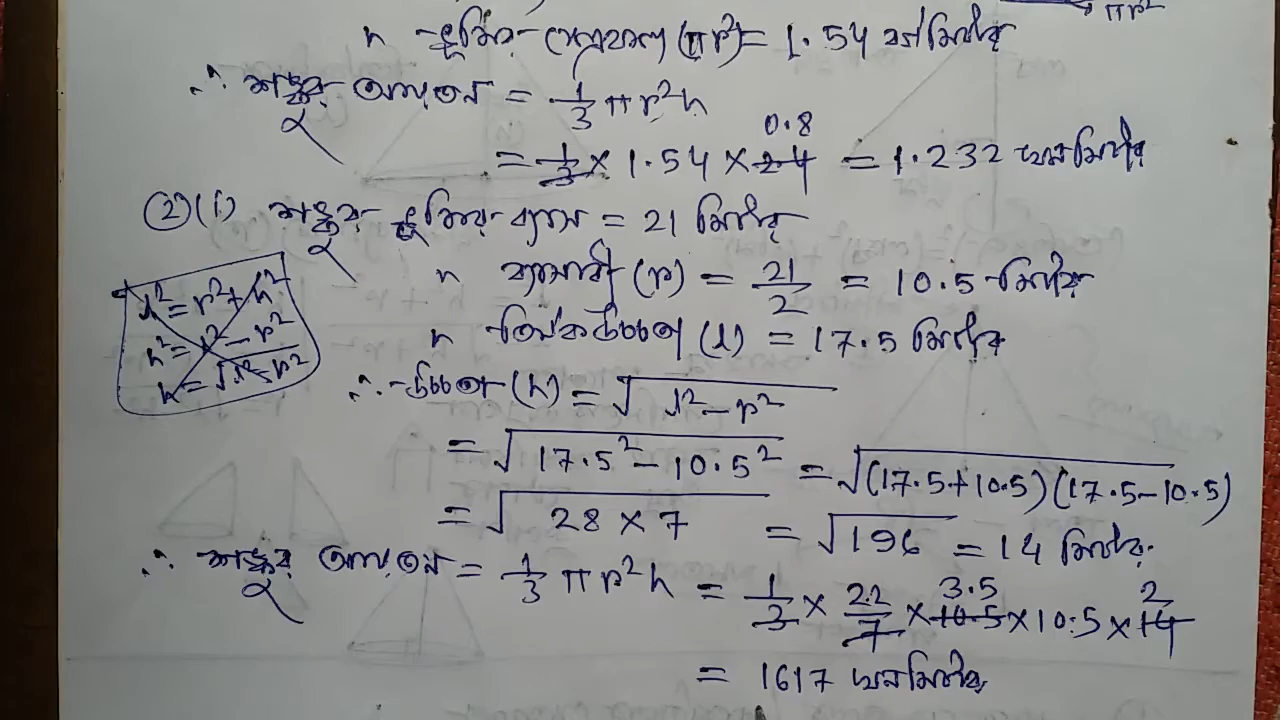 → πr²
" ভূমির ক্ষেত্রফল (πr²) = 1.54 বর্গ মিটার
∴ শঙ্কুর আয়তন = 1/3 πr²h
= 1/3 × 1.54 × 2.4 0.8 = 1.232 ঘন মিটার
②(i) শঙ্কুর ভূমির ব্যাস = 21 মিটার
" ব্যাসার্ধ (r) = 21/2 = 10.5 মিটার
" তির্যক উচ্চতা (l) = 17.5 মিটার
l² = r² + h²
h² = l² - r²
h = √l² - r²
∴ উচ্চতা (h) = √l² - r²
= √17.5² - 10.5² = √(17.5+10.5)(17.5-10.5)
= √28 × 7 = √196 = 14 মিটার
∴ শঙ্কুর আয়তন = 1/3 πr²h = 1/3 × 22/7 × 10.5 3.5 × 10.5 × 14 2
= 1617 ঘন মিটার